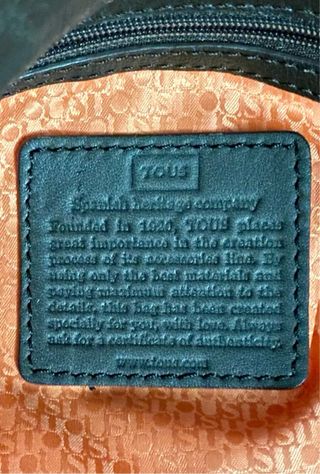 TOUS
Spanish heritage company
Founded in 1920, TOUS places
great importance in the creation
process of its accessories line. By
using only the best materials and
paying maximum attention to the
details, this bag has been created
specially for you, with love. Always
ask for a certificate of authenticity.
www.tous.com